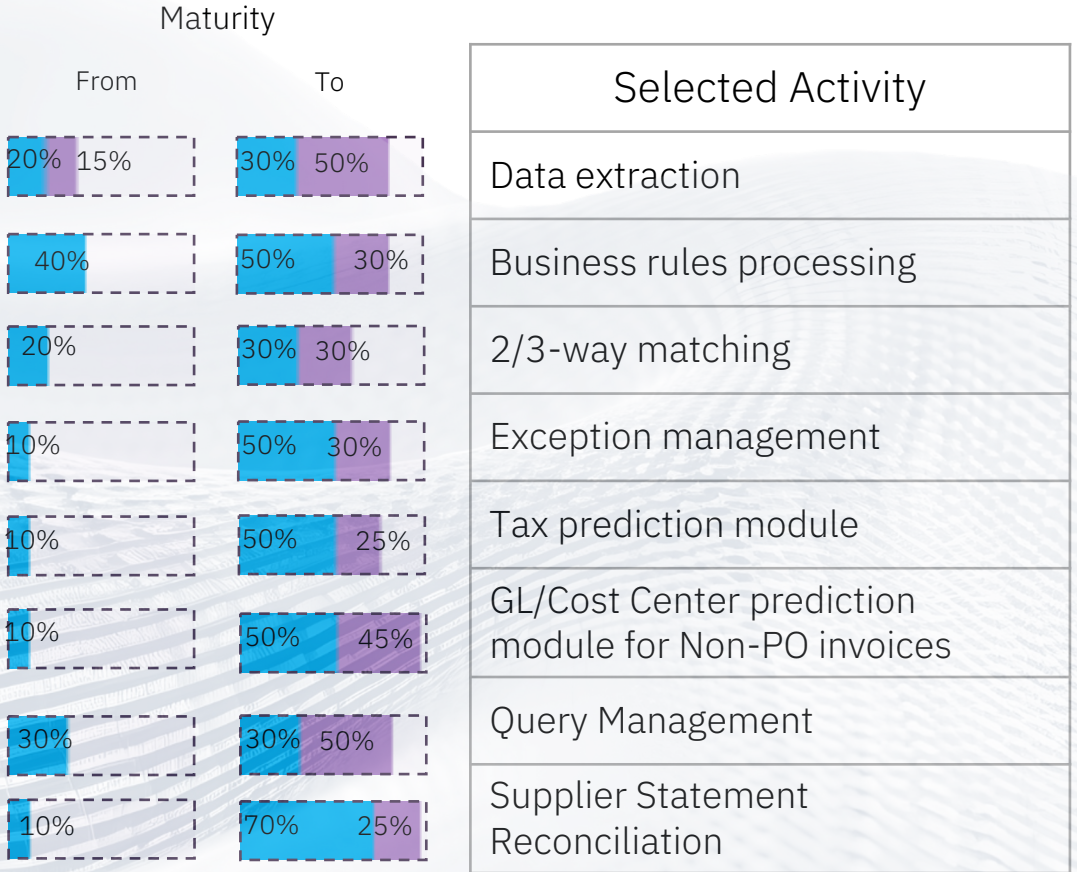 Maturity
From To
Selected Activity
20% 15% 30% 50%
Data extraction
40% 50% 30%
Business rules processing
20% 30% 30%
2/3-way matching
10% 50% 30%
Exception management
10% 50% 25%
Tax prediction module
10% 50% 45%
GL/Cost Center prediction
module for Non-PO invoices
30% 30% 50%
Query Management
10% 70% 25%
Supplier Statement
Reconciliation